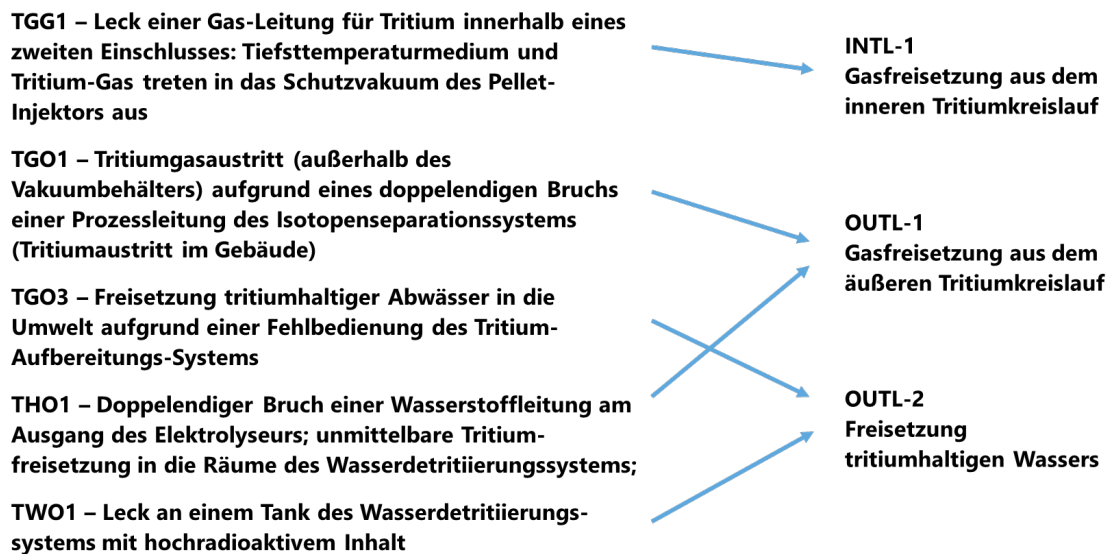 TGG1 – Leck einer Gas-Leitung für Tritium innerhalb eines
zweiten Einschlusses: Tiefsttemperaturmedium und
Tritium-Gas treten in das Schutzvakuum des Pellet-
Injektors aus
TGO1 – Tritiumgasaustritt (außerhalb des
Vakuumbehälters) aufgrund eines doppelendigen Bruchs
einer Prozessleitung des Isotopenseparationssystems
(Tritiumaustritt im Gebäude)
TGO3 – Freisetzung tritiumhaltiger Abwässer in die
Umwelt aufgrund einer Fehlbedienung des Tritium-
Aufbereitungs-Systems
THO1 – Doppelendiger Bruch einer Wasserstoffleitung am
Ausgang des Elektrolyseurs; unmittelbare Tritium-
freisetzung in die Räume des Wasserdetritiierungssystems;
TWO1 – Leck an einem Tank des Wasserdetritiierungs-
systems mit hochradioaktivem Inhalt
INTL-1
Gasfreisetzung aus dem
inneren Tritiumkreislauf
OUTL-1
Gasfreisetzung aus dem
äußeren Tritiumkreislauf
OUTL-2
Freisetzung
tritiumhaltigen Wassers